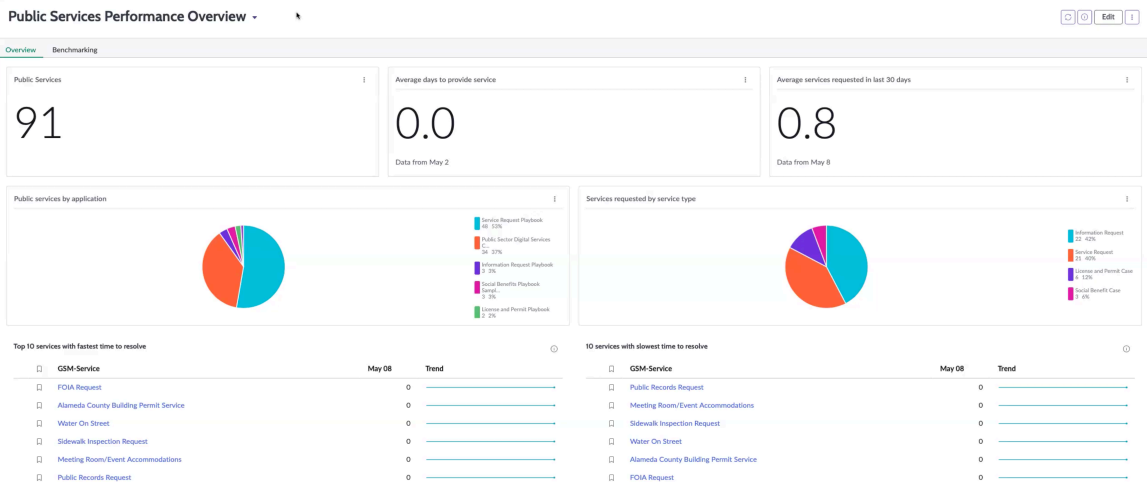 Public Services Performance Overview
Edit
Overview Benchmarking
Public Services
91
Average days to provide service
0.0
Data from May 2
Average services requested in last 30 days
0.8
Data from May 8
Public services by application
Service Request Playbook
48 53%
Public Sector Digital Services
C...
34 37%
Information Request Playbook
3 3%
Social Benefits Playbook
Sampl...
3 3%
License and Permit Playbook
2 2%
Services requested by service type
Information Request
22 42%
Service Request
21 40%
License and Permit Case
6 12%
Social Benefit Case
3 6%
Top 10 services with fastest time to resolve
GSM-Service May 08 Trend
FOIA Request 0
Alameda County Building Permit Service 0
Water On Street 0
Sidewalk Inspection Request 0
Meeting Room/Event Accommodations 0
Public Records Request 0
10 services with slowest time to resolve
GSM-Service May 08 Trend
Public Records Request 0
Meeting Room/Event Accommodations 0
Sidewalk Inspection Request 0
Water On Street 0
Alameda County Building Permit Service 0
FOIA Request 0